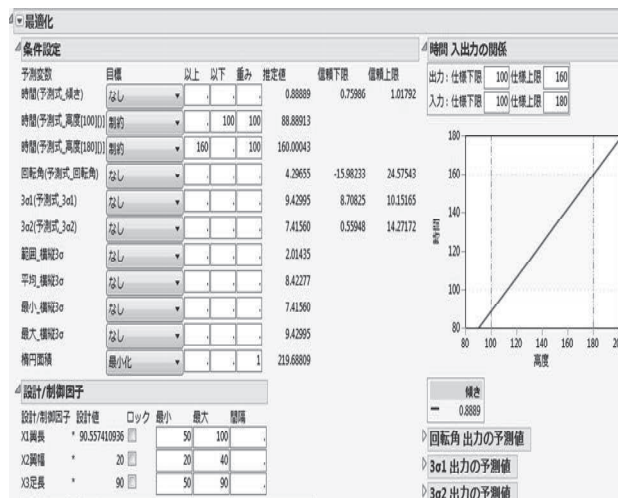 最適化
条件設定
予測変数 目標 以上 以下 重み 推定値 信頼下限 信頼上限
時間(予測式_傾き) なし . . . 0.88889 0.75986 1.01792
時間(予測式_高度[100])] 制約 . 100 100 88.88913
時間(予測式_高度[180])] 制約 160 . 100 160.00043
回転角(予測式_回転角) なし . . . 4.29655 -15.98233 24.57543
3σ1(予測式_3σ1) なし . . . 9.42995 8.70825 10.15165
3σ2(予測式_3σ2) なし . . . 7.41560 0.55948 14.27172
範囲_横縦3σ なし . . . 2.01435
平均_横縦3σ なし . . . 8.42277
最小_横縦3σ なし . . . 7.41560
最大_横縦3σ なし . . . 9.42995
楕円面積 最小化 . . 1 219.68809
設計/制御因子
設計/制御因子 設計値 ロック 最小 最大 間隔
X1翼長 * 90.557410936 50 100 .
X2翼幅 * 20 20 40 .
X3足長 * 90 50 90 .
時間 入出力の関係
出力: 仕様下限 100 仕様上限 160
入力: 仕様下限 100 仕様上限 180
180
160
140
120
100
80
80 100 120 140 160 180
高度
傾き
0.8889
回転角 出力の予測値
3σ1 出力の予測値
3σ2 出力の予測値